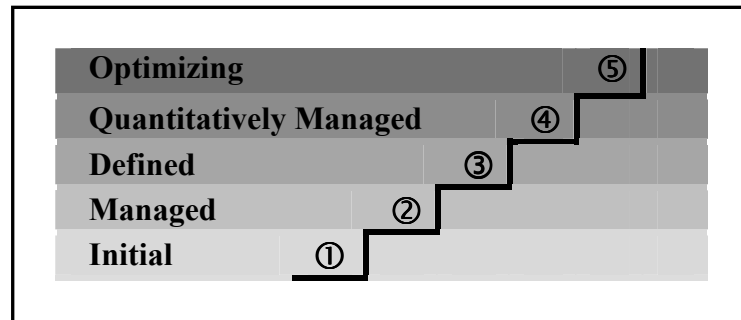 Optimizing ⑤
Quantitatively Managed ④
Defined ③
Managed ②
Initial ①